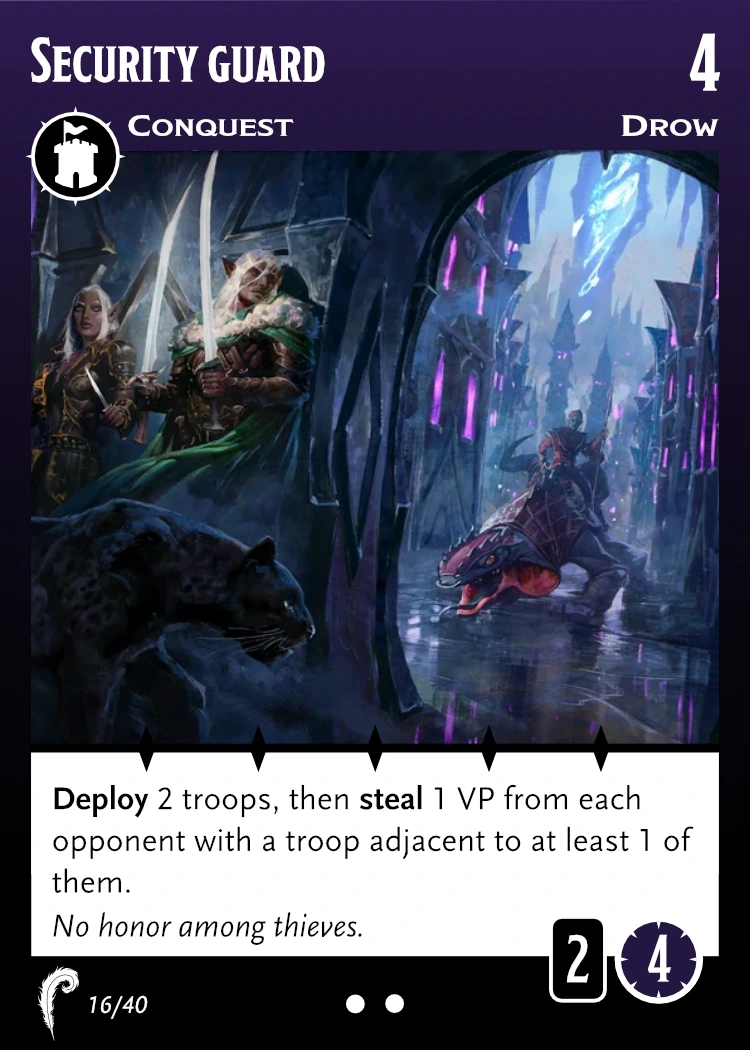 Security guard 4
Conquest Drow
Deploy 2 troops, then steal 1 VP from each
opponent with a troop adjacent to at least 1 of
them.
No honor among thieves.
2 4
16/40